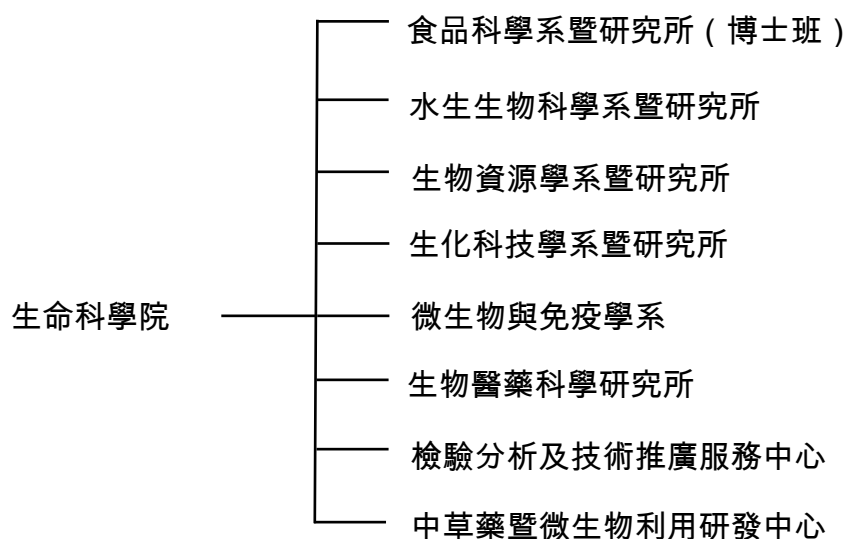 食品科學系暨研究所（博士班）
水生生物科學系暨研究所
生物資源學系暨研究所
生化科技學系暨研究所
生命科學院
微生物與免疫學系
生物醫藥科學研究所
檢驗分析及技術推廣服務中心
中草藥暨微生物利用研發中心